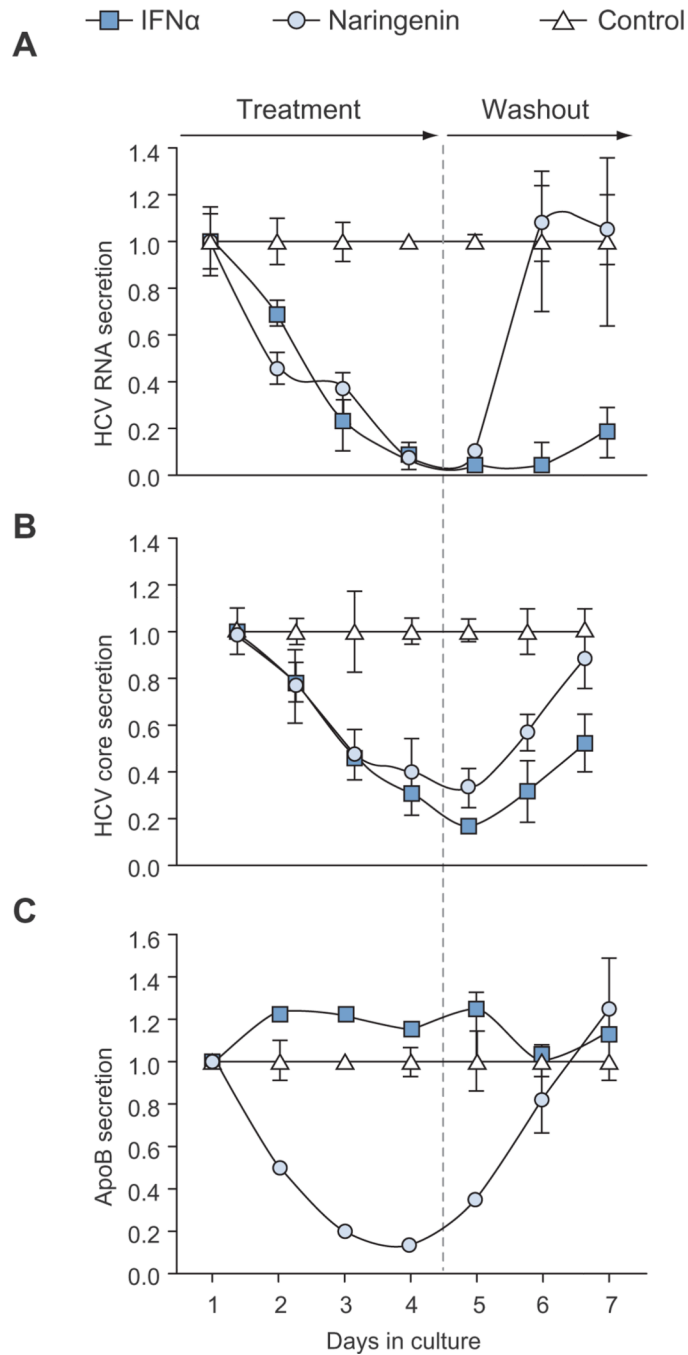 IFNα Naringenin Control
A
Treatment Washout
1.4
1.2
1.0
0.8
0.6
0.4
0.2
0.0
HCV RNA secretion
B
1.4
1.2
1.0
0.8
0.6
0.4
0.2
0.0
HCV core secretion
C
1.6
1.4
1.2
1.0
0.8
0.6
0.4
0.2
0.0
ApoB secretion
1 2 3 4 5 6 7
Days in culture